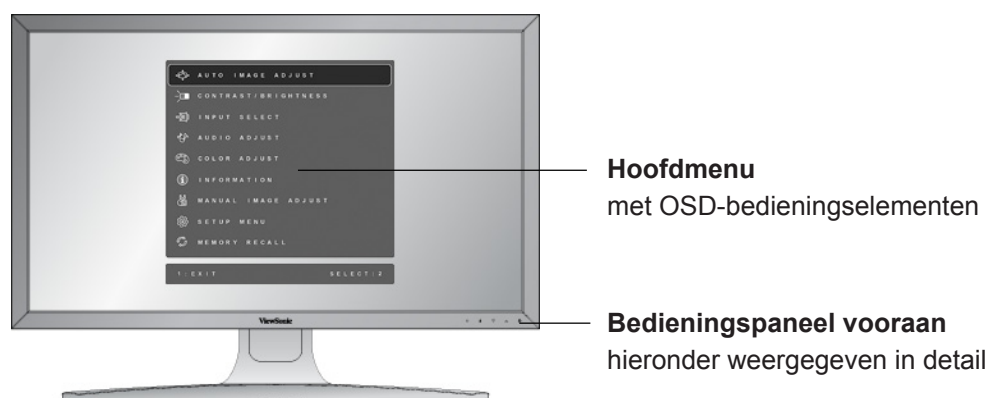 AUTO IMAGE ADJUST
CONTRAST/BRIGHTNESS
INPUT SELECT
AUDIO ADJUST
COLOR ADJUST
INFORMATION
MANUAL IMAGE ADJUST
SETUP MENU
MEMORY RECALL
1:EXIT SELECT:2
Hoofdmenu
met OSD-bedieningselementen
ViewSonic
Bedieningspaneel vooraan
hieronder weergegeven in detail